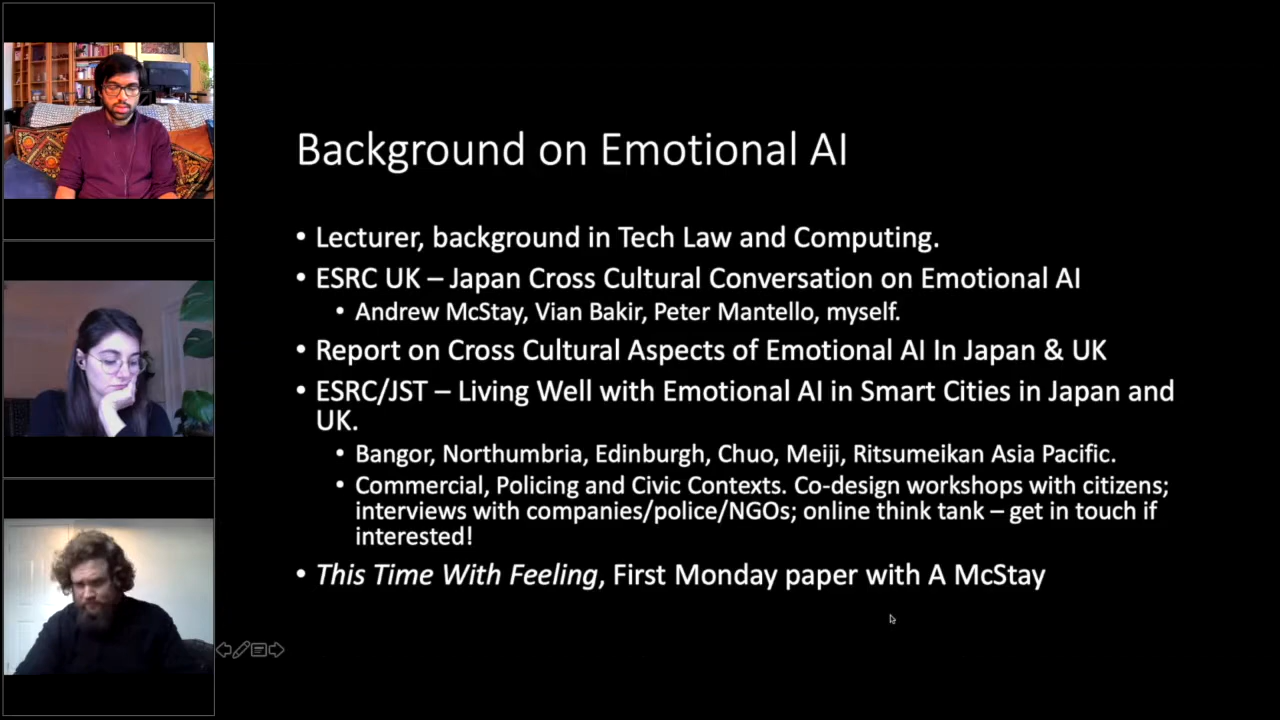 Background on Emotional AI
• Lecturer, background in Tech Law and Computing.
• ESRC UK – Japan Cross Cultural Conversation on Emotional AI
• Andrew McStay, Vian Bakir, Peter Mantello, myself.
• Report on Cross Cultural Aspects of Emotional AI In Japan & UK
• ESRC/JST – Living Well with Emotional AI in Smart Cities in Japan and
UK.
• Bangor, Northumbria, Edinburgh, Chuo, Meiji, Ritsumeikan Asia Pacific.
• Commercial, Policing and Civic Contexts. Co-design workshops with citizens;
interviews with companies/police/NGOs; online think tank – get in touch if
interested!
• This Time With Feeling, First Monday paper with A McStay